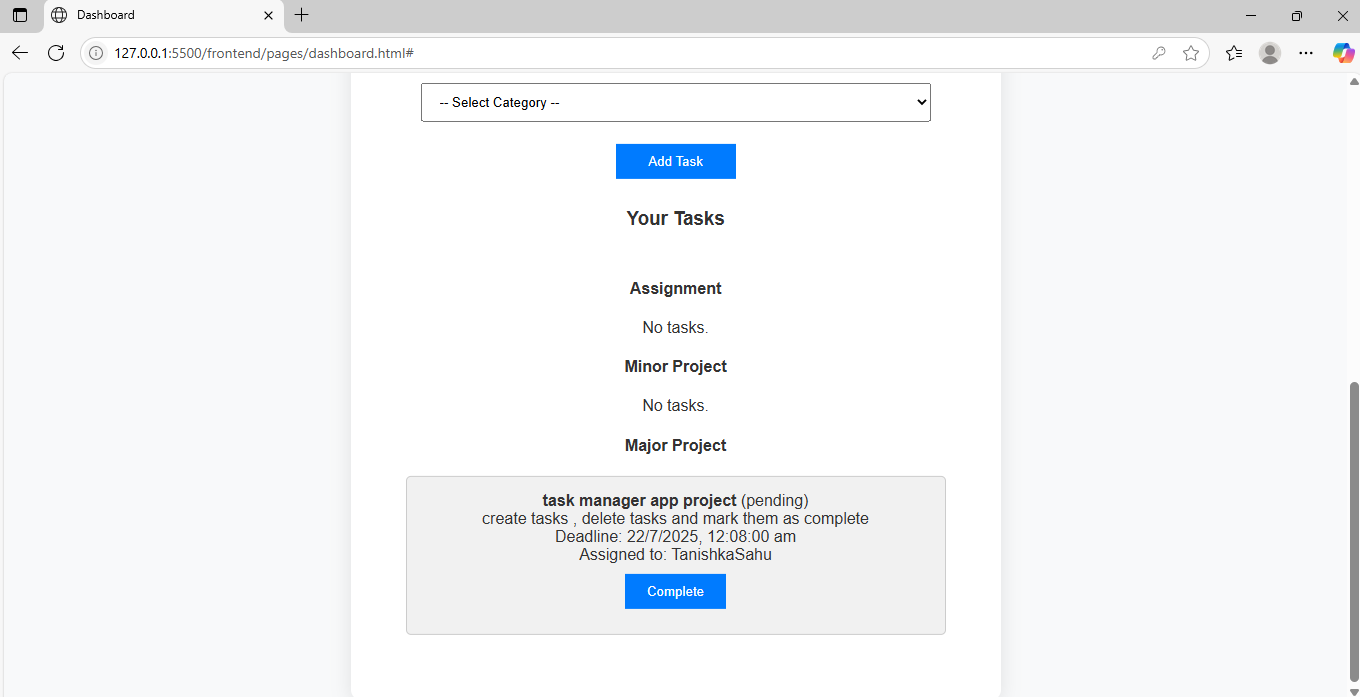 Dashboard
127.0.0.1:5500/frontend/pages/dashboard.html#
-- Select Category --
Add Task
Your Tasks
Assignment
No tasks.
Minor Project
No tasks.
Major Project
task manager app project (pending)
create tasks , delete tasks and mark them as complete
Deadline: 22/7/2025, 12:08:00 am
Assigned to: TanishkaSahu
Complete